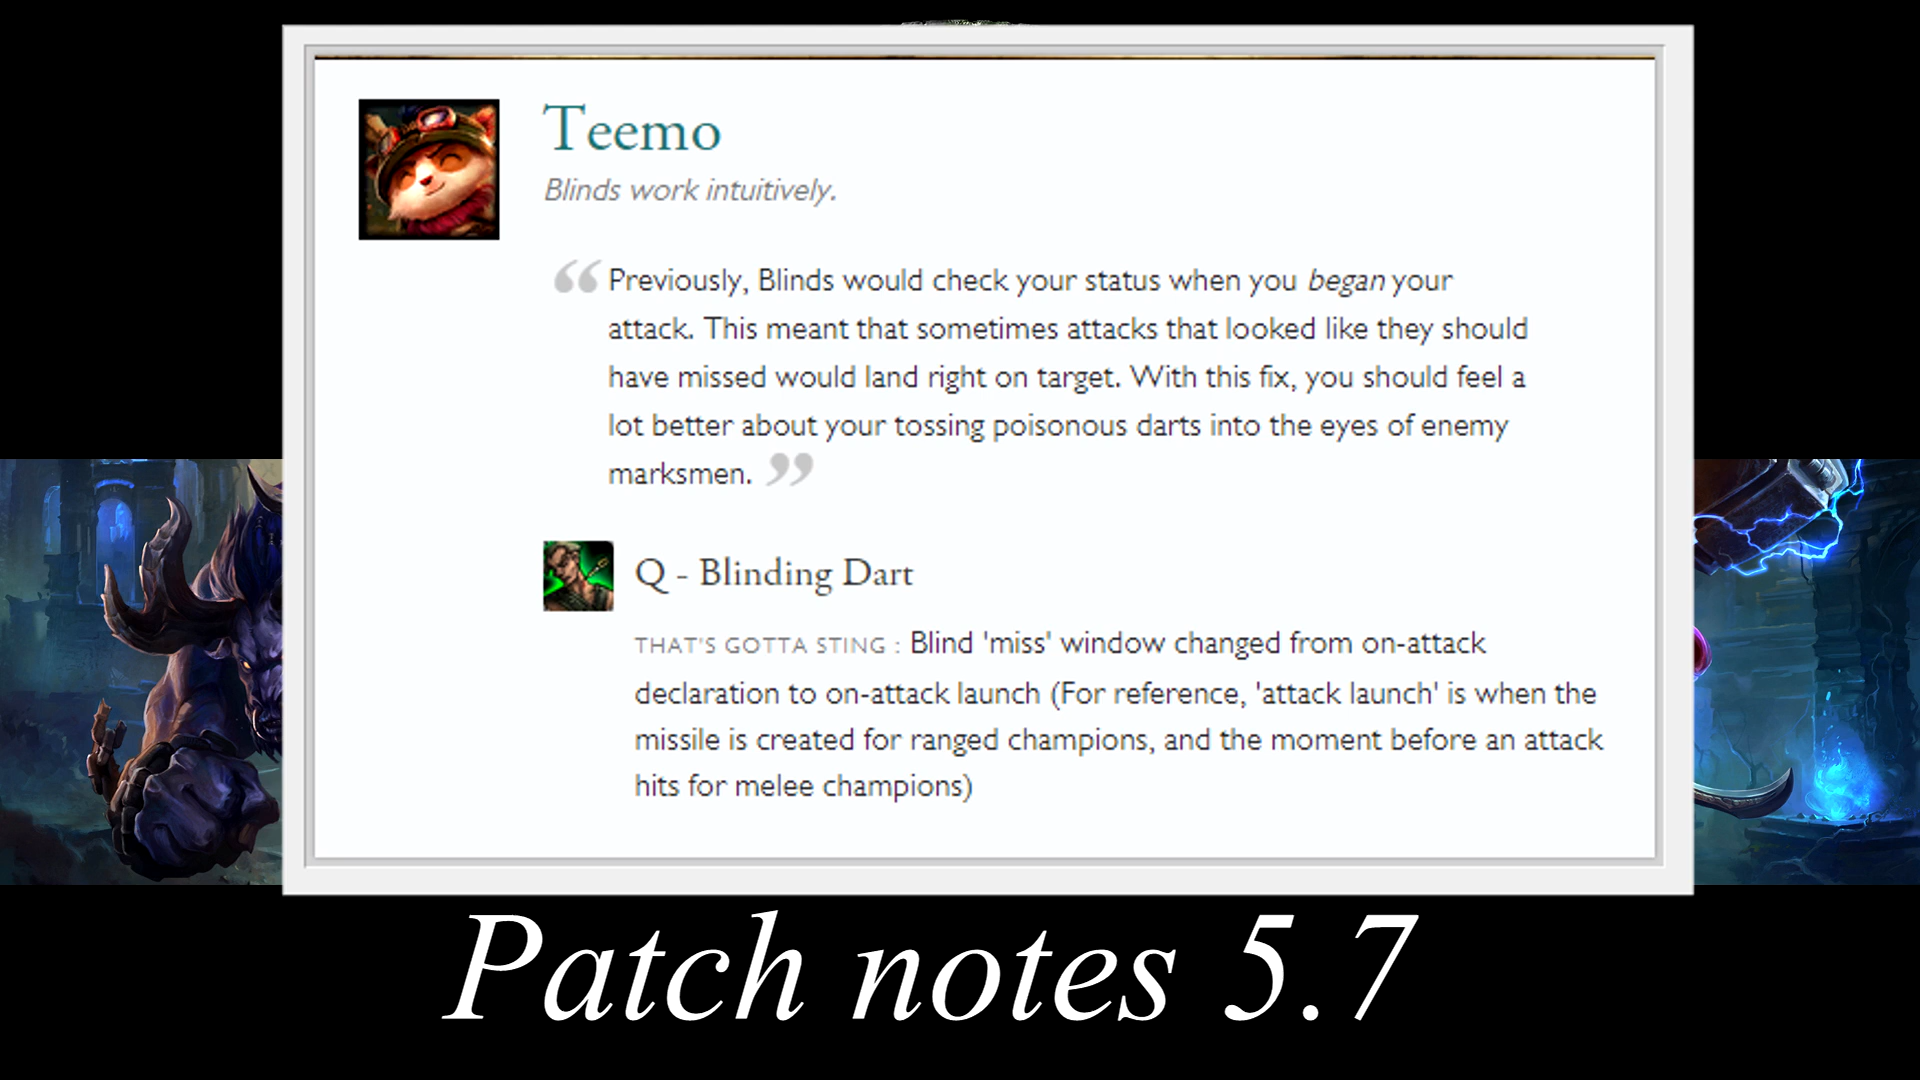 Teemo
Blinds work intuitively.
“ Previously, Blinds would check your status when you began your
attack. This meant that sometimes attacks that looked like they should
have missed would land right on target. With this fix, you should feel a
lot better about your tossing poisonous darts into the eyes of enemy
marksmen. ”
Q - Blinding Dart
THAT'S GOTTA STING : Blind 'miss' window changed from on-attack
declaration to on-attack launch (For reference, 'attack launch' is when the
missile is created for ranged champions, and the moment before an attack
hits for melee champions)
Patch notes 5.7